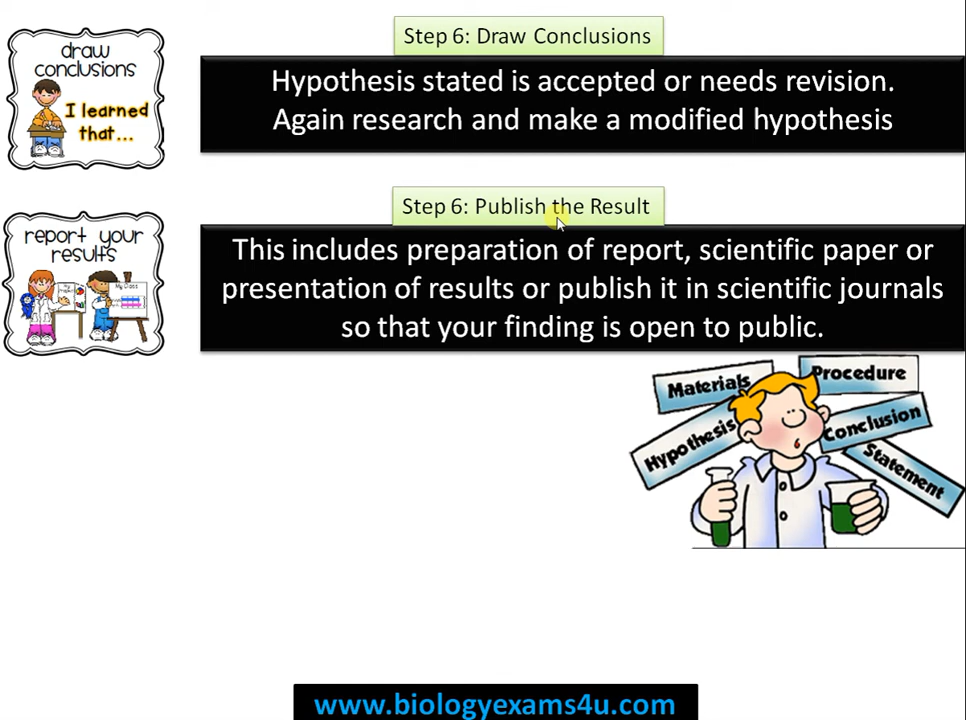 draw
conclusions
I learned
that...
Step 6: Draw Conclusions
Hypothesis stated is accepted or needs revision.
Again research and make a modified hypothesis
report your
results
Step 6: Publish the Result
This includes preparation of report, scientific paper or
presentation of results or publish it in scientific journals
so that your finding is open to public.
Materials
Procedure
Hypothesis
Conclusion
Statement
www.biologyexams4u.com